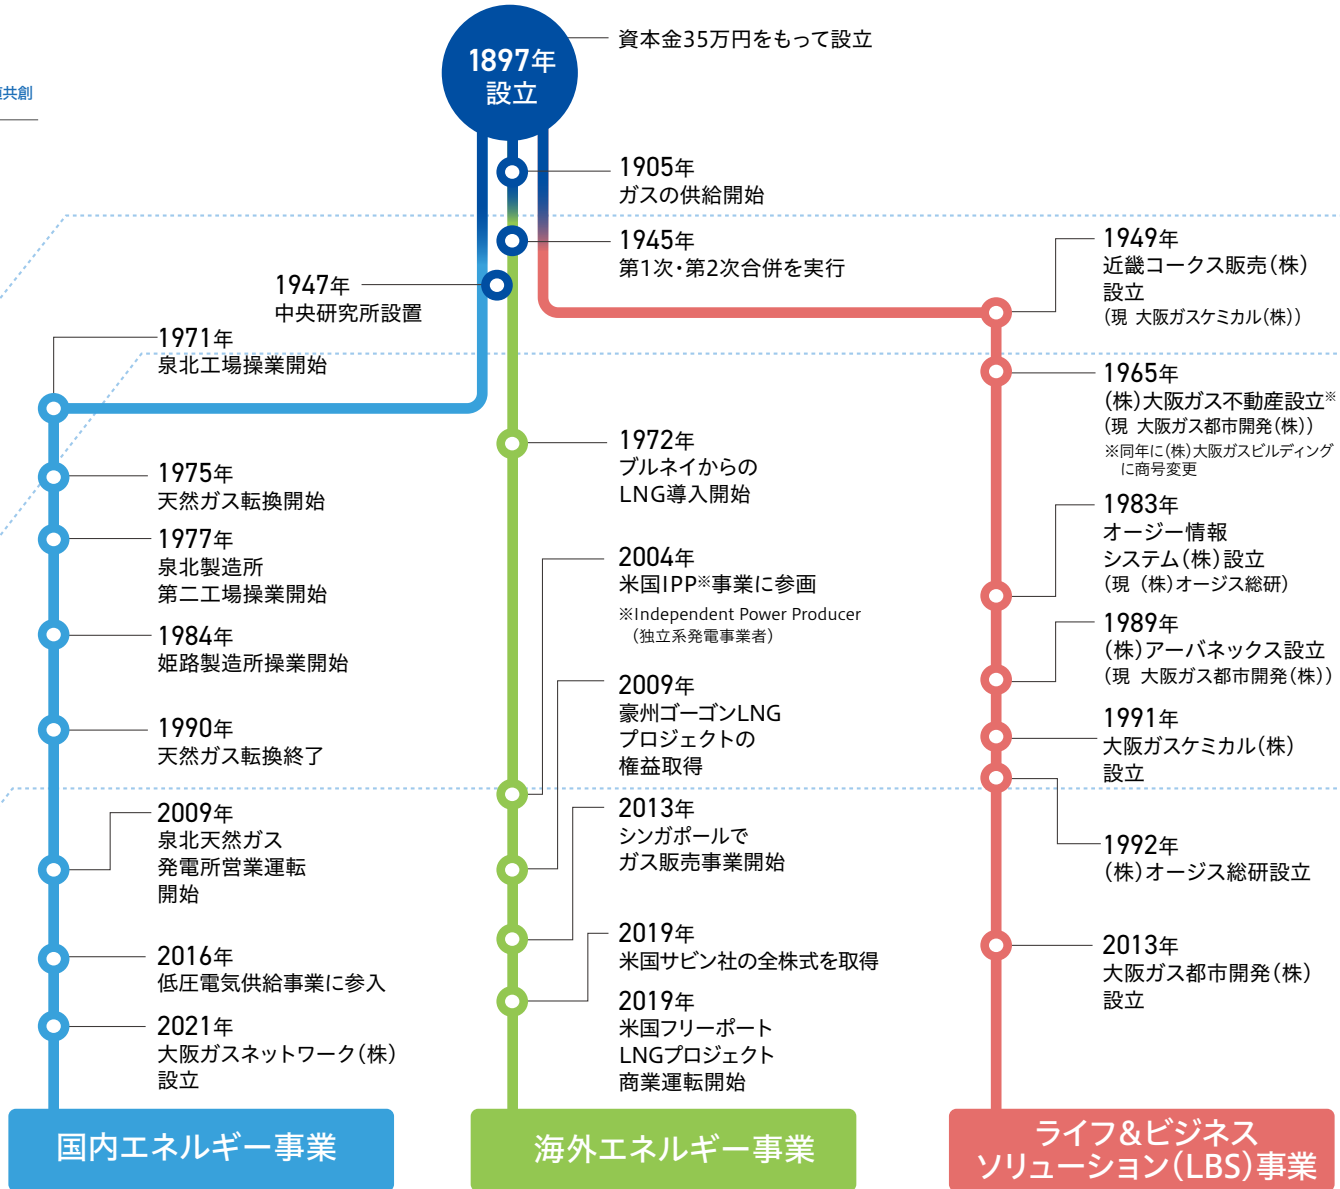 共創
1897年
設立
資本金35万円をもって設立
1905年
ガスの供給開始
1945年
第1次・第2次合併を実行
1947年
中央研究所設置
1971年
泉北工場操業開始
1975年
天然ガス転換開始
1977年
泉北製造所
第二工場操業開始
1984年
姫路製造所操業開始
1990年
天然ガス転換終了
2009年
泉北天然ガス
発電所営業運転
開始
2016年
低圧電気供給事業に参入
2021年
大阪ガスネットワーク(株)
設立
国内エネルギー事業
1972年
ブルネイからの
LNG導入開始
2004年
米国IPP※事業に参画
※Independent Power Producer
(独立系発電事業者)
2009年
豪州ゴーゴンLNG
プロジェクトの
権益取得
2013年
シンガポールで
ガス販売事業開始
2019年
米国サビン社の全株式を取得
2019年
米国フリーポート
LNGプロジェクト
商業運転開始
海外エネルギー事業
1949年
近畿コークス販売(株)
設立
(現 大阪ガスケミカル(株))
1965年
(株)大阪ガス不動産設立※
(現 大阪ガス都市開発(株))
※同年に(株)大阪ガスビルディング
に商号変更
1983年
オージー情報
システム(株)設立
(現 (株)オージス総研)
1989年
(株)アーバネックス設立
(現 大阪ガス都市開発(株))
1991年
大阪ガスケミカル(株)
設立
1992年
(株)オージス総研設立
2013年
大阪ガス都市開発(株)
設立
ライフ&ビジネス
ソリューション(LBS)事業